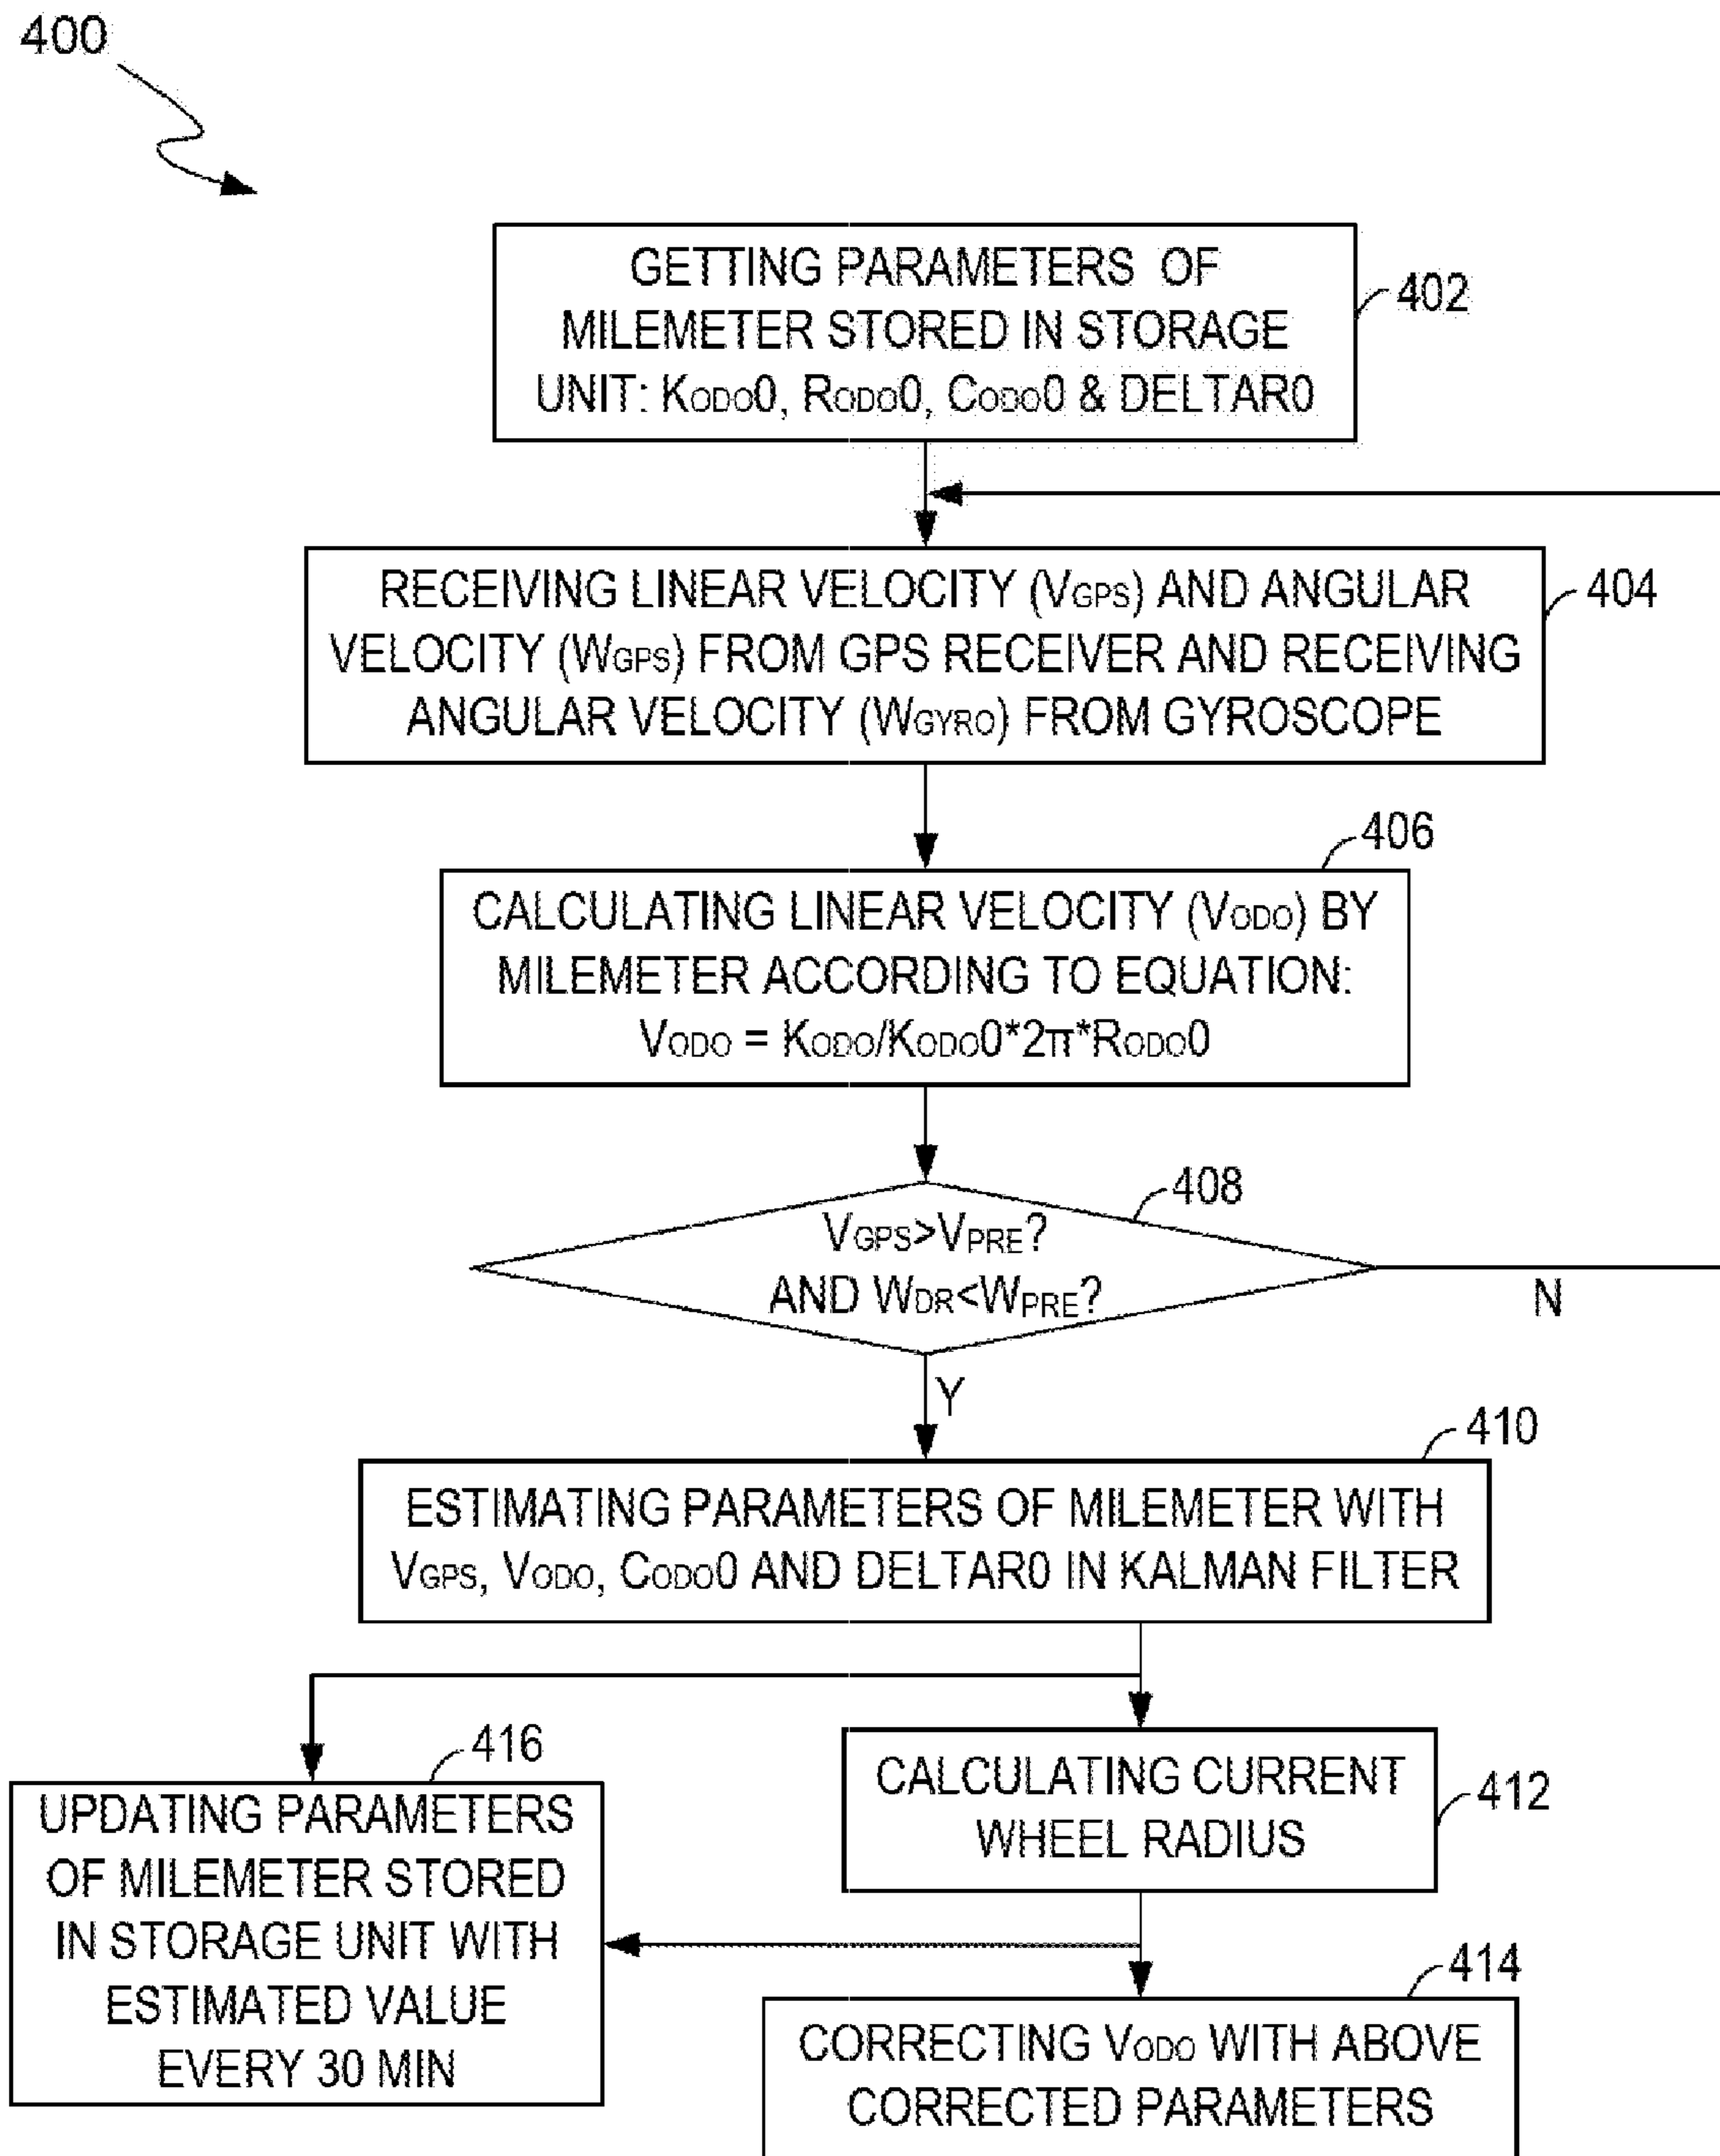 400
GETTING PARAMETERS OF
MILEMETER STORED IN STORAGE
UNIT: KODO0, RODO0, CODO0 & DELTAR0
402
RECEIVING LINEAR VELOCITY (VGPS) AND ANGULAR
VELOCITY (WGPS) FROM GPS RECEIVER AND RECEIVING
ANGULAR VELOCITY (WGYRO) FROM GYROSCOPE
404
406
CALCULATING LINEAR VELOCITY (VODO) BY
MILEMETER ACCORDING TO EQUATION:
VODO = KODO/KODO0*2π*RODO0
408
VGPS>VPRE?
AND WDR<WPRE?
N
Y
410
ESTIMATING PARAMETERS OF MILEMETER WITH
VGPS, VODO, CODO0 AND DELTAR0 IN KALMAN FILTER
416
UPDATING PARAMETERS
OF MILEMETER STORED
IN STORAGE UNIT WITH
ESTIMATED VALUE
EVERY 30 MIN
CALCULATING CURRENT
WHEEL RADIUS
412
414
CORRECTING VODO WITH ABOVE
CORRECTED PARAMETERS